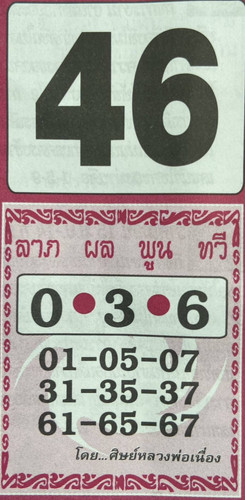 46
ลาภ ผล พูน ทวี
0•3•6
01-05-07
31-35-37
61-65-67
โดย...ศิษย์หลวงพ่อเนื่อง